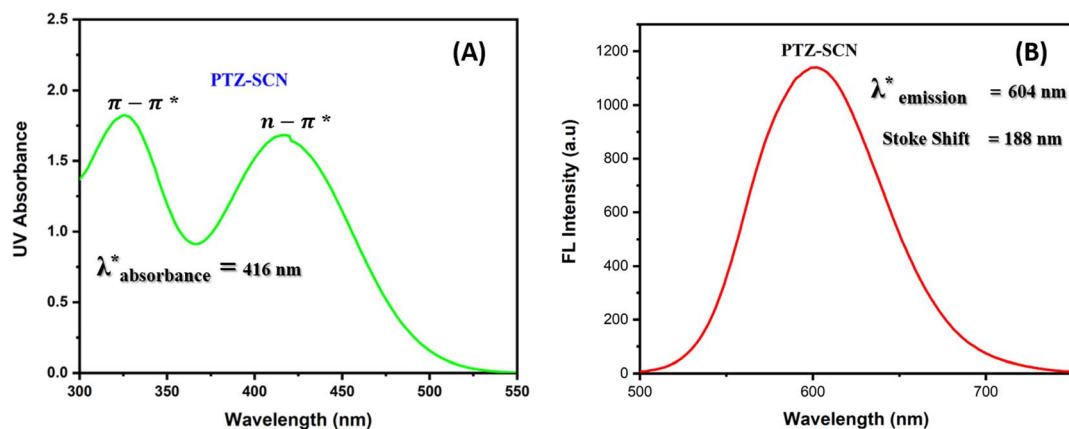 (A)
PTZ-SCN
π − π *
n − π *
λ*absorbance = 416 nm
UV Absorbance
2.5
2.0
1.5
1.0
0.5
0.0
300 350 400 450 500 550
Wavelength (nm)
(B)
PTZ-SCN
λ*emission = 604 nm
Stoke Shift = 188 nm
FL Intensity (a.u)
1200
1000
800
600
400
200
0
500 600 700
Wavelength (nm)